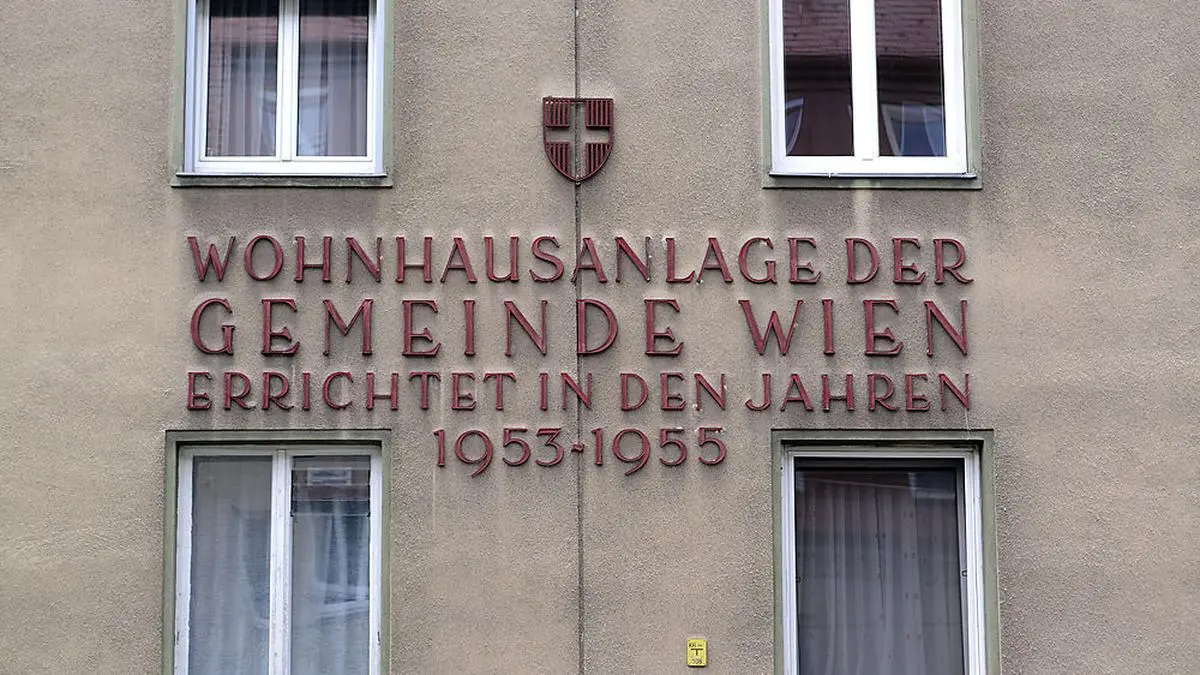 WOHNHAUSANLAGE DER
GEMEINDE WIEN
ERRICHTET IN DEN JAHREN
1953-1955